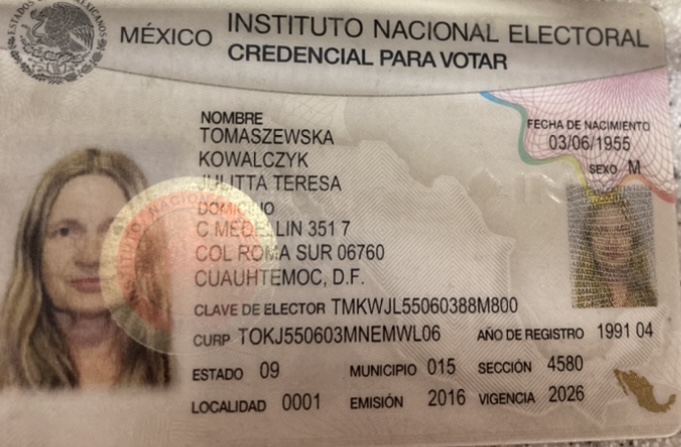 ESTADOS UNIDOS MEXICANOS
MÉXICO INSTITUTO NACIONAL ELECTORAL
CREDENCIAL PARA VOTAR
NOMBRE
TOMASZEWSKA
KOWALCZYK
JULITTA TERESA
FECHA DE NACIMIENTO
03/06/1955
SEXO M
DOMICILIO
C MEDELLIN 351 7
COL ROMA SUR 06760
CUAUHTEMOC, D.F.
CLAVE DE ELECTOR TMKWJL55060388M800
CURP TOKJ550603MNEMWL06 AÑO DE REGISTRO 1991 04
ESTADO 09 MUNICIPIO 015 SECCIÓN 4580
LOCALIDAD 0001 EMISIÓN 2016 VIGENCIA 2026